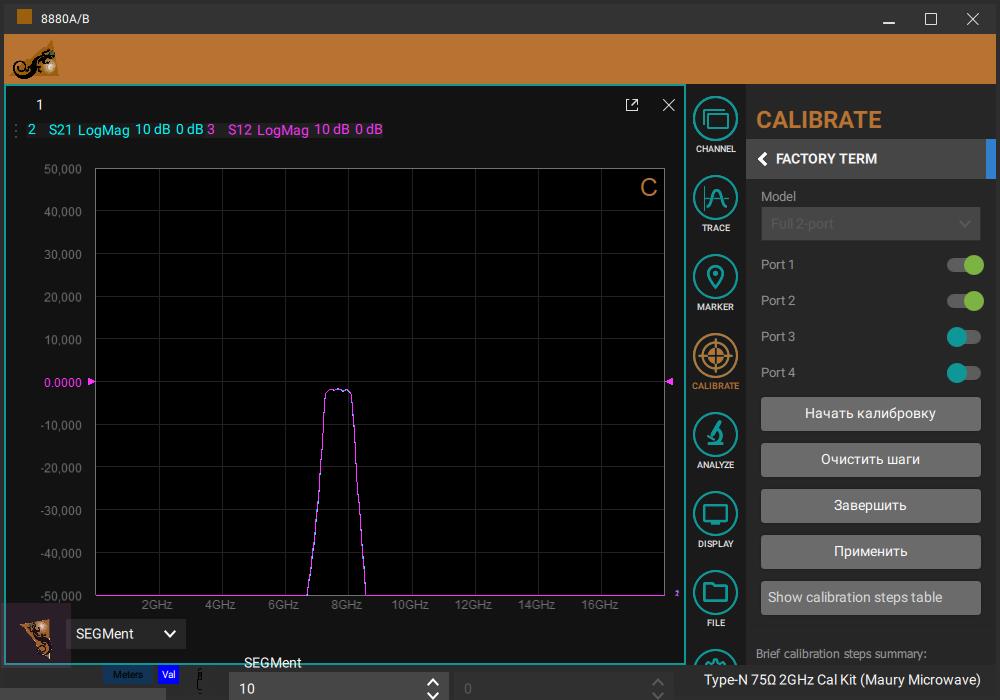 8880A/B
1
2 S21 LogMag 10 dB 0 dB 3 S12 LogMag 10 dB 0 dB
C
50,000
40,000
30,000
20,000
10,000
0.0000
-10,000
-20,000
-30,000
-40,000
-50,000
2GHz 4GHz 6GHz 8GHz 10GHz 12GHz 14GHz 16GHz
SEGMent
Meters Val
SEGMent
10 0
CHANNEL
TRACE
MARKER
CALIBRATE
ANALYZE
DISPLAY
FILE
CALIBRATE
FACTORY TERM
Model
Full 2-port
Port 1
Port 2
Port 3
Port 4
Начать калибровку
Очистить шаги
Завершить
Применить
Show calibration steps table
Brief calibration steps summary:
Type-N 75Ω 2GHz Cal Kit (Maury Microwave)